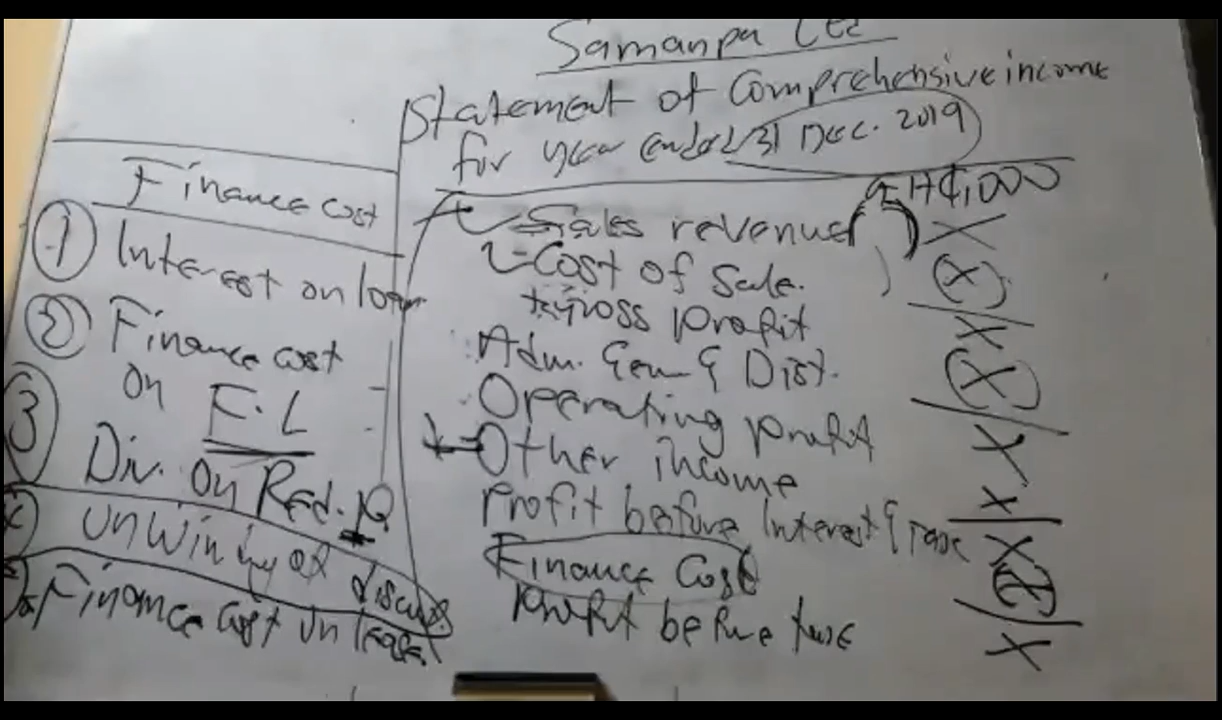 Samanpa Ltd
Statement of Comprehensive income
for year ended 31 Dec. 2019
GH₵,000
Sales revenue X
Cost of Sale. (X)
Gross profit X
Adm. Gen & Dist. (X)
Operating profit X
Other income X
Profit before Interest & Tax X
Finance Cost (X)
Profit before tax X
Finance cost
1 Interest on loan
2 Finance cost
on F.L
3 Div. on Red. P
unwinding of discount
Finance cost on lease